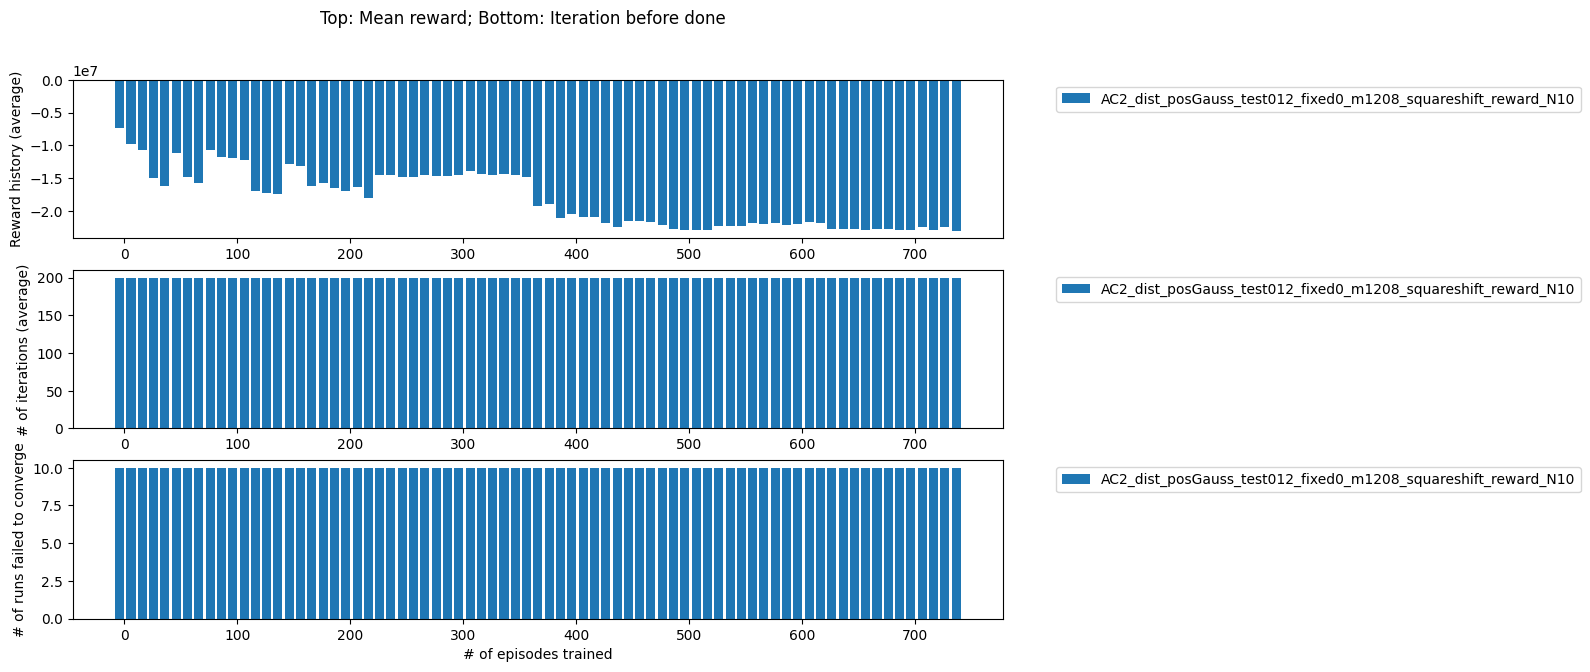 Top: Mean reward; Bottom: Iteration before done
1e7
Reward history (average)
0.0
−0.5
−1.0
−1.5
−2.0
0 100 200 300 400 500 600 700
AC2_dist_posGauss_test012_fixed0_m1208_squareshift_reward_N10
# of iterations (average)
200
150
100
50
0
0 100 200 300 400 500 600 700
AC2_dist_posGauss_test012_fixed0_m1208_squareshift_reward_N10
# of runs failed to converge
10.0
7.5
5.0
2.5
0.0
0 100 200 300 400 500 600 700
# of episodes trained
AC2_dist_posGauss_test012_fixed0_m1208_squareshift_reward_N10